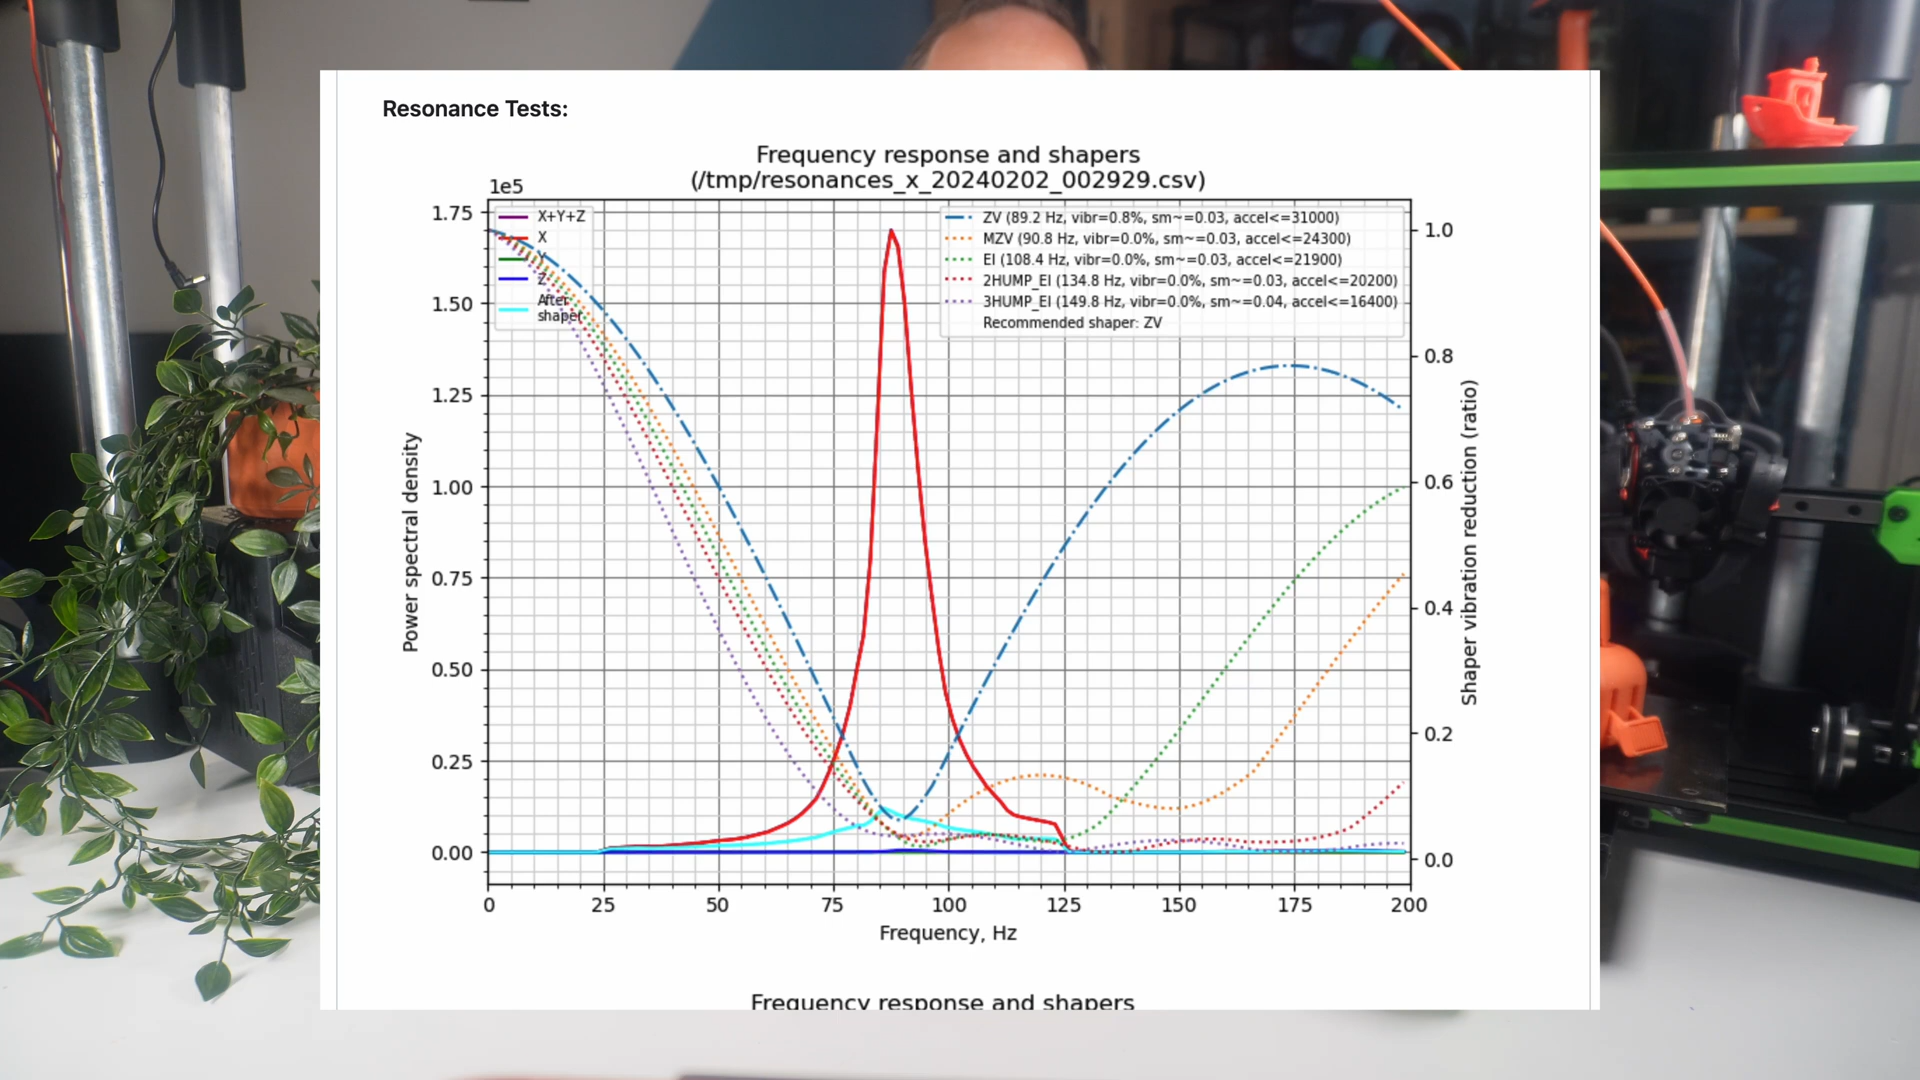 Resonance Tests:
Frequency response and shapers
(/tmp/resonances_x_20240202_002929.csv)
1e5
X+Y+Z
X
Y
Z
After
shaper
ZV (89.2 Hz, vibr=0.8%, sm~=0.03, accel<=31000)
MZV (90.8 Hz, vibr=0.0%, sm~=0.03, accel<=24300)
EI (108.4 Hz, vibr=0.0%, sm~=0.03, accel<=21900)
2HUMP_EI (134.8 Hz, vibr=0.0%, sm~=0.03, accel<=20200)
3HUMP_EI (149.8 Hz, vibr=0.0%, sm~=0.04, accel<=16400)
Recommended shaper: ZV
1.75
1.50
1.25
1.00
0.75
0.50
0.25
0.00
Power spectral density
1.0
0.8
0.6
0.4
0.2
0.0
Shaper vibration reduction (ratio)
0 25 50 75 100 125 150 175 200
Frequency, Hz
Frequency response and shapers